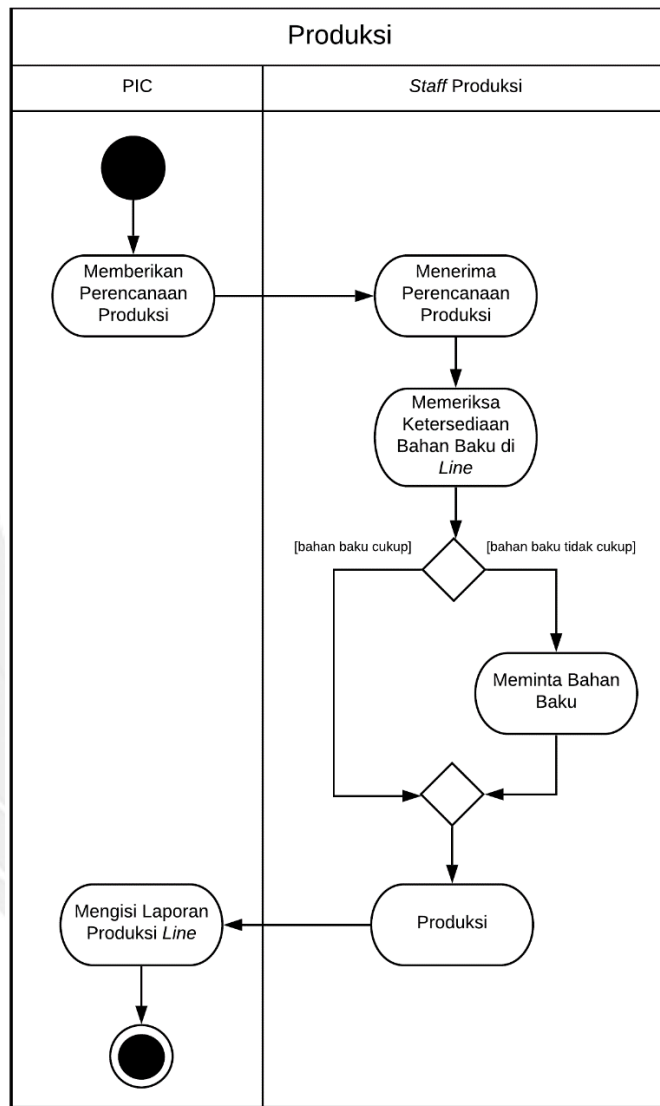 Produksi
PIC
Staff Produksi
Memberikan
Perencanaan
Produksi
Menerima
Perencanaan
Produksi
Memeriksa
Ketersediaan
Bahan Baku di
Line
[bahan baku cukup]
[bahan baku tidak cukup]
Meminta Bahan
Baku
Mengisi Laporan
Produksi Line
Produksi